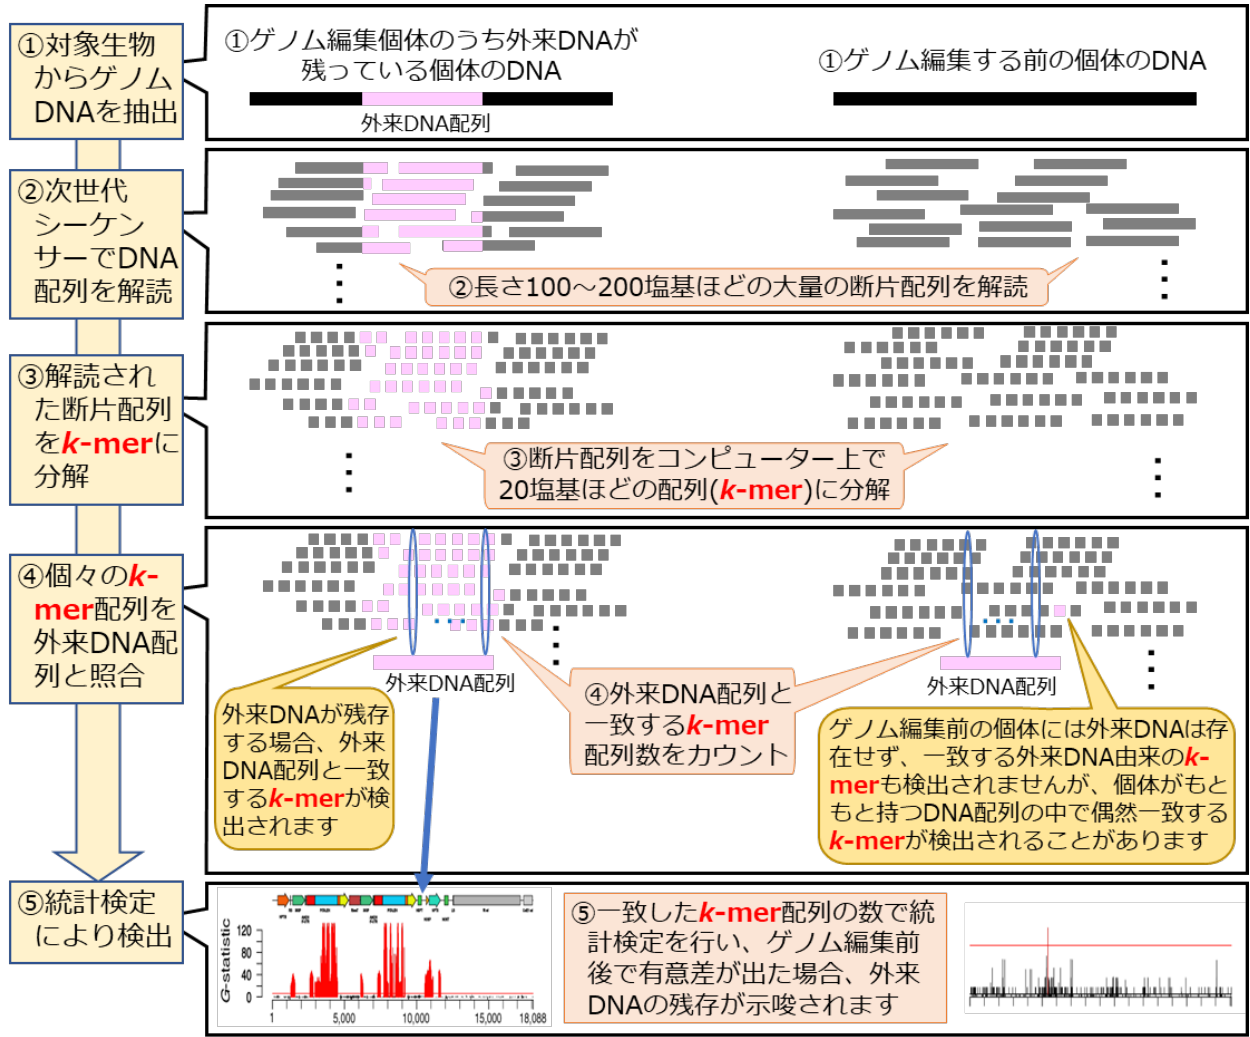 ①対象生物
からゲノム
DNAを抽出
①ゲノム編集個体のうち外来DNAが
残っている個体のDNA
外来DNA配列
①ゲノム編集する前の個体のDNA
②次世代
シーケン
サーでDNA
配列を解読
②長さ100～200塩基ほどの大量の断片配列を解読
③解読され
た断片配列
をk-merに
分解
③断片配列をコンピューター上で
20塩基ほどの配列(k-mer)に分解
④個々のk-
mer配列を
外来DNA配
列と照合
外来DNA配列
外来DNAが残存
する場合、外来
DNA配列と一致
するk-merが検
出されます
④外来DNA配列と
一致するk-mer
配列数をカウント
外来DNA配列
ゲノム編集前の個体には外来DNAは存
在せず、一致する外来DNA由来のk-
merも検出されませんが、個体がもと
もと持つDNA配列の中で偶然一致する
k-merが検出されることがあります
⑤統計検定
により検出
G-statistic
120
80
40
0
1 5,000 10,000 15,000 18,088
⑤一致したk-mer配列の数で統
計検定を行い、ゲノム編集前
後で有意差が出た場合、外来
DNAの残存が示唆されます